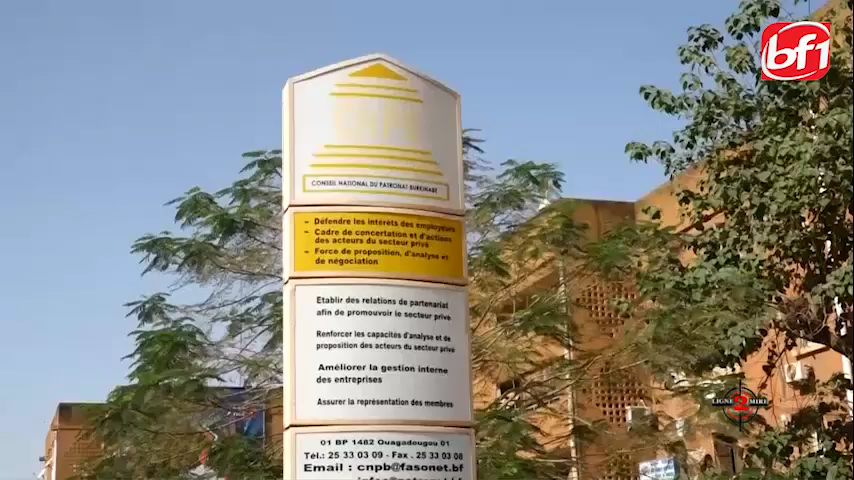 bf1
CNPB
CONSEIL NATIONAL DU PATRONAT BURKINABE
- Défendre les intérêts des employeurs
- Cadre de concertation et d'actions
des acteurs du secteur privé
- Force de proposition, d'analyse et
de négociation
Etablir des relations de partenariat
afin de promouvoir le secteur privé
Renforcer les capacités d'analyse et de
proposition des acteurs du secteur privé
Améliorer la gestion interne
des entreprises
Assurer la représentation des membres
LIGNE 2 MIRE
01 BP 1482 Ouagadougou 01
Tél.: 25 33 03 09 - Fax . 25 33 03 08
Email : cnpb@fasonet.bf